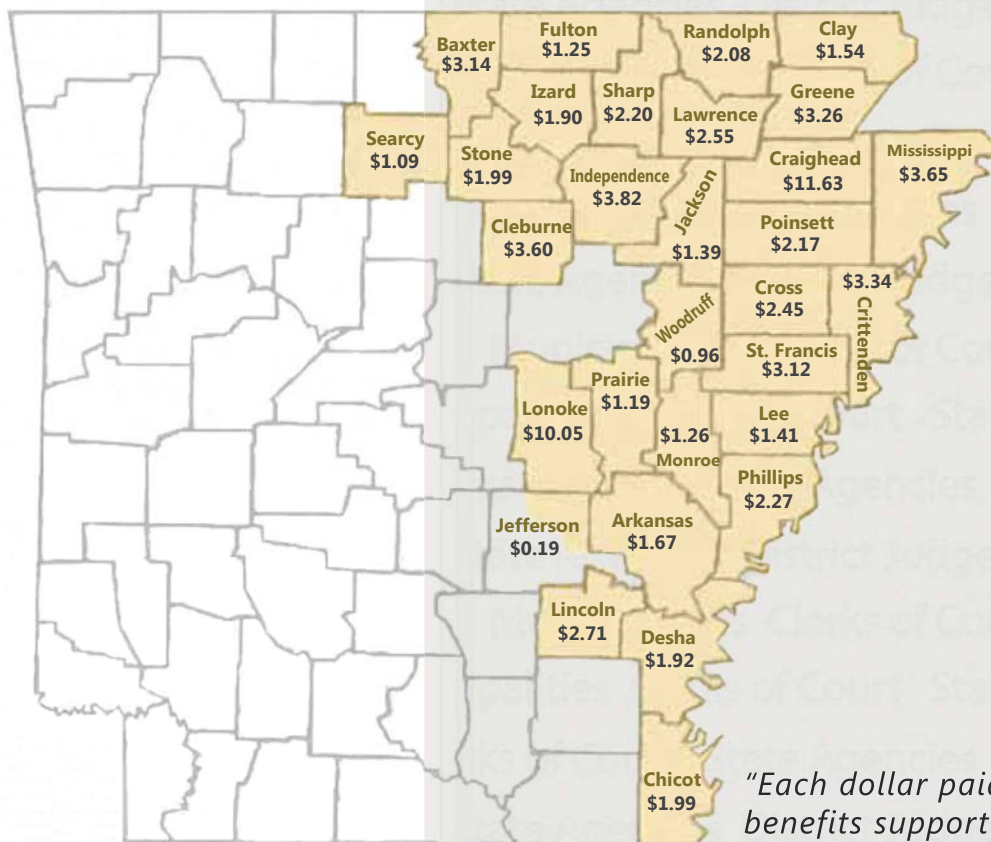 Baxter
$3.14
Fulton
$1.25
Randolph
$2.08
Clay
$1.54
Izard
$1.90
Sharp
$2.20
Lawrence
$2.55
Greene
$3.26
Searcy
$1.09
Stone
$1.99
Independence
$3.82
Jackson
$1.39
Craighead
$11.63
Mississippi
$3.65
Cleburne
$3.60
Poinsett
$2.17
Woodruff
$0.96
Cross
$2.45
$3.34
Crittenden
St. Francis
$3.12
Prairie
$1.19
Lonoke
$10.05
$1.26
Monroe
Lee
$1.41
Phillips
$2.27
Jefferson
$0.19
Arkansas
$1.67
Lincoln
$2.71
Desha
$1.92
Chicot
$1.99
“Each dollar paid
benefits support